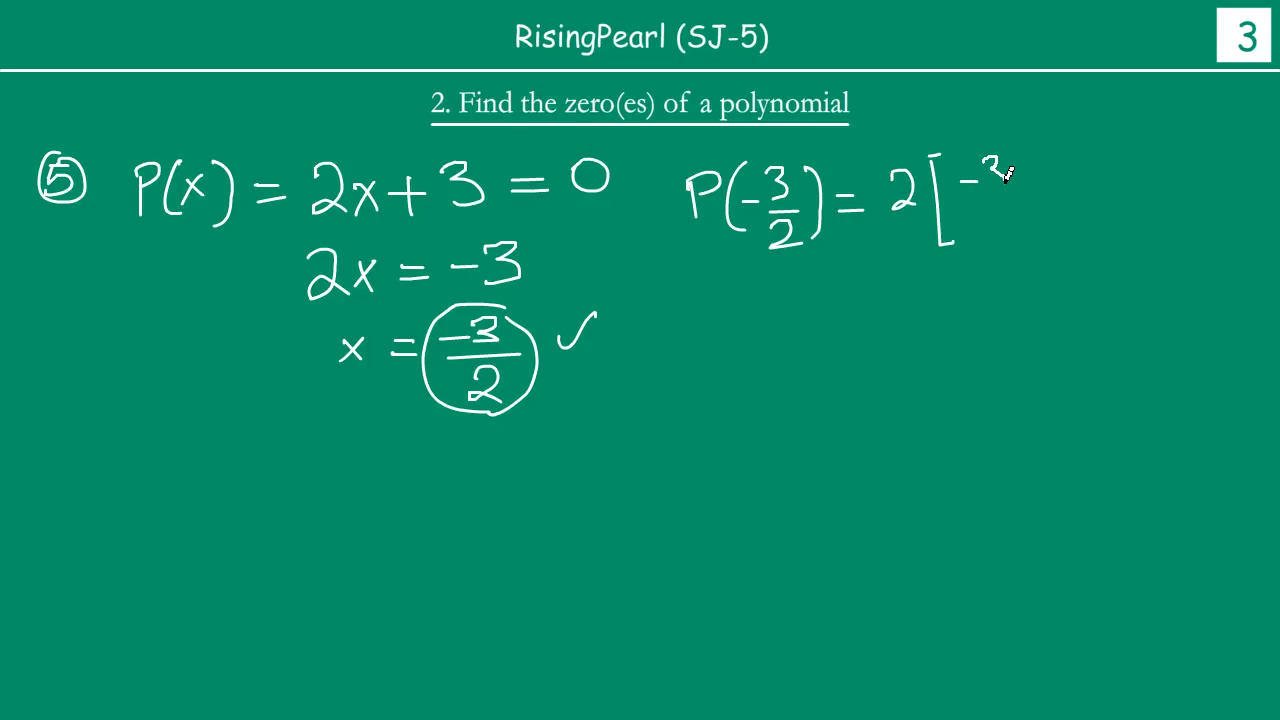 RisingPearl (SJ-5)
3
2. Find the zero(es) of a polynomial
⑤ P(x) = 2x + 3 = 0
2x = -3
x = -3/2 ✓
P(-3/2) = 2[-3